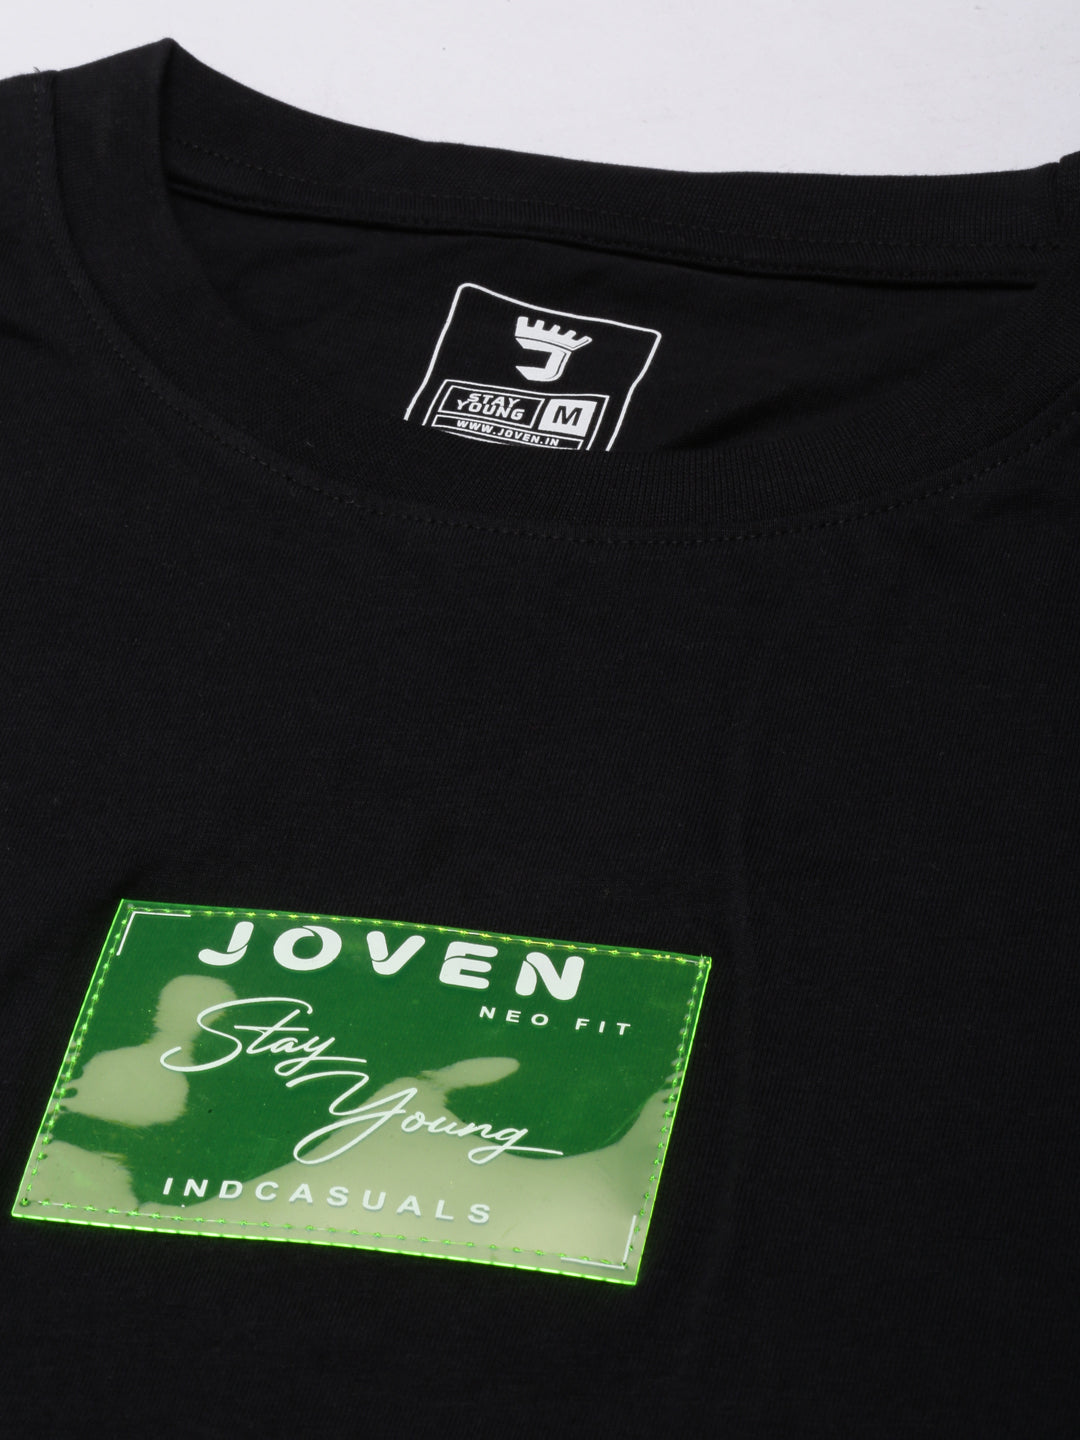 STAY
YOUNG
M
WWW.JOVEN.IN
JOVEN
NEO FIT
Stay
Young
INDCASUALS